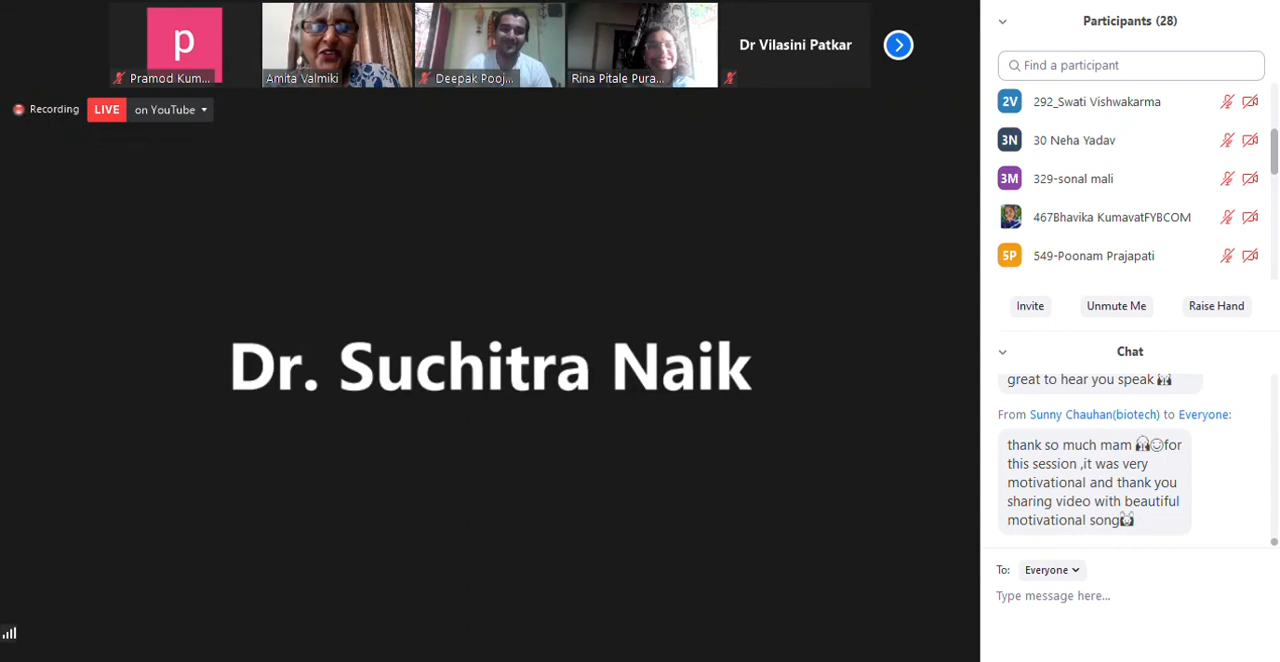 p
Pramod Kum...
Amita Valmiki
Deepak Pooj...
Rina Pitale Pura...
Dr Vilasini Patkar
Recording
LIVE
on YouTube
Dr. Suchitra Naik
Participants (28)
Find a participant
2V 292_Swati Vishwakarma
3N 30 Neha Yadav
3M 329-sonal mali
467Bhavika KumavatFYBCOM
5P 549-Poonam Prajapati
Invite
Unmute Me
Raise Hand
Chat
great to hear you speak
From Sunny Chauhan(biotech) to Everyone:
thank so much mam ☺for
this session ,it was very
motivational and thank you
sharing video with beautiful
motivational song
To: Everyone
Type message here...